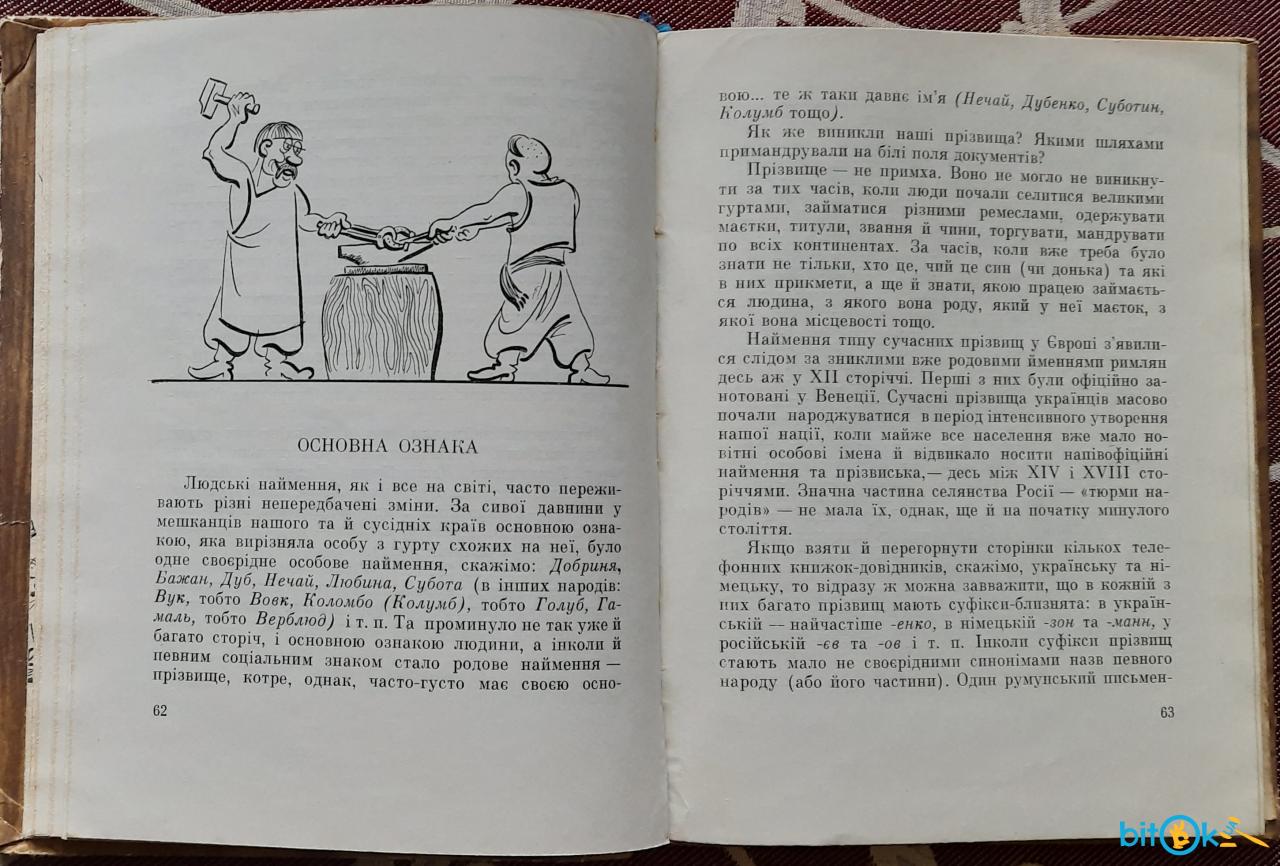 ОСНОВНА ОЗНАКА
Людські наймення, як і все на світі, часто пережи-
вають різні непередбачені зміни. За сивої давнини у
мешканців нашого та й сусідніх країв основною озна-
кою, яка вирізняла особу з гурту схожих на неї, було
одне своєрідне особове наймення, скажімо: Добриня,
Бажан, Дуб, Нечай, Любина, Субота (в інших народів:
Вук, тобто Вовк, Коломбо (Колумб), тобто Голуб, Га-
маль, тобто Верблюд) і т. п. Та проминуло не так уже й
багато сторіч, і основною ознакою людини, а інколи й
певним соціальним знаком стало родове наймення —
прізвище, котре, однак, часто-густо має своєю осно-
62
вою... те ж таки давнє ім'я (Нечай, Дубенко, Суботин,
Колумб тощо).
Як же виникли наші прізвища? Якими шляхами
примандрували на білі поля документів?
Прізвище — не примха. Воно не могло не виникну-
ти за тих часів, коли люди почали селитися великими
гуртами, займатися різними ремеслами, одержувати
маєтки, титули, звання й чини, торгувати, мандрувати
по всіх континентах. За часів, коли вже треба було
знати не тільки, хто це, чий це син (чи донька) та які
в них прикмети, а ще й знати, якою працею займаєть-
ся людина, з якого вона роду, який у неї маєток, з
якої вона місцевості тощо.
Наймення типу сучасних прізвищ у Європі з'явили-
ся слідом за зниклими вже родовими йменнями римлян
десь аж у XII сторіччі. Перші з них були офіційно за-
нотовані у Венеції. Сучасні прізвища українців масово
почали народжуватися в період інтенсивного утворення
нашої нації, коли майже все населення вже мало но-
вітні особові імена й відвикало носити напівофіційні
наймення та прізвиська,— десь між XIV і XVIII сто-
річчями. Значна частина селянства Росії — «тюрми на-
родів» — не мала їх, однак, ще й на початку минулого
століття.
Якщо взяти й перегорнути сторінки кількох теле-
фонних книжок-довідників, скажімо, українську та ні-
мецьку, то відразу ж можна завважити, що в кожній з
них багато прізвищ мають суфікси-близнята: в україн-
ській — найчастіше -енко, в німецькій -зон та -манн, у
російській -єв та -ов і т. п. Інколи суфікси прізвищ
стають мало не своєрідними синонімами назв певного
народу (або його частини). Один румунський письмен-
63
bitOk.ua